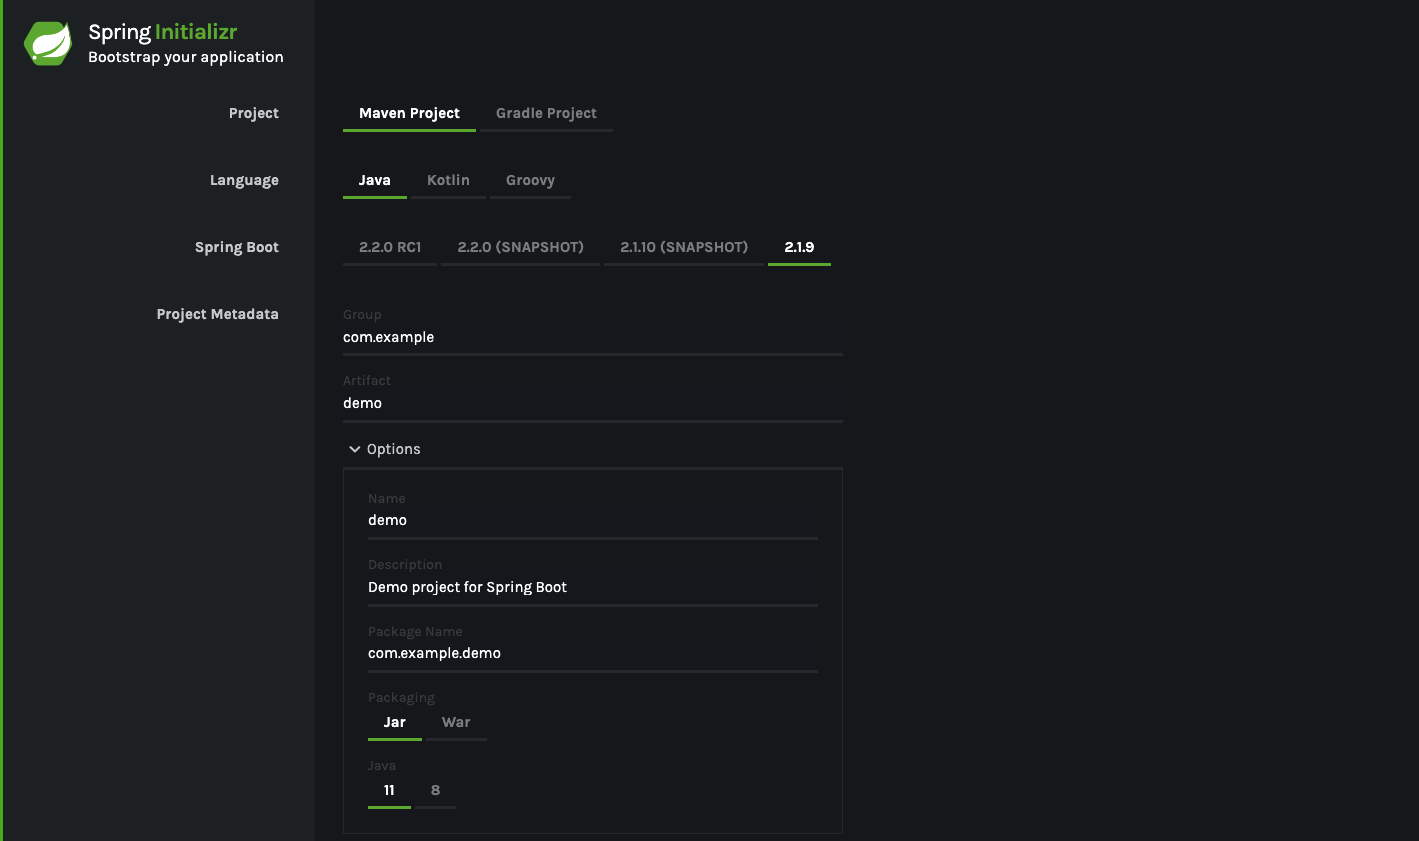 Spring Initializr
Bootstrap your application
Project
Maven Project Gradle Project
Language
Java Kotlin Groovy
Spring Boot
2.2.0 RC1 2.2.0 (SNAPSHOT) 2.1.10 (SNAPSHOT) 2.1.9
Project Metadata
Group
com.example
Artifact
demo
Options
Name
demo
Description
Demo project for Spring Boot
Package Name
com.example.demo
Packaging
Jar War
Java
11 8